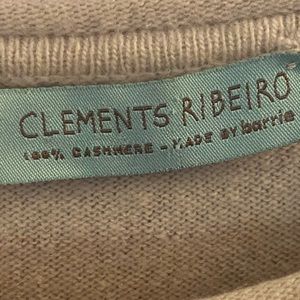 CLEMENTS RIBEIRO
100% CASHMERE - MADE BY barrie